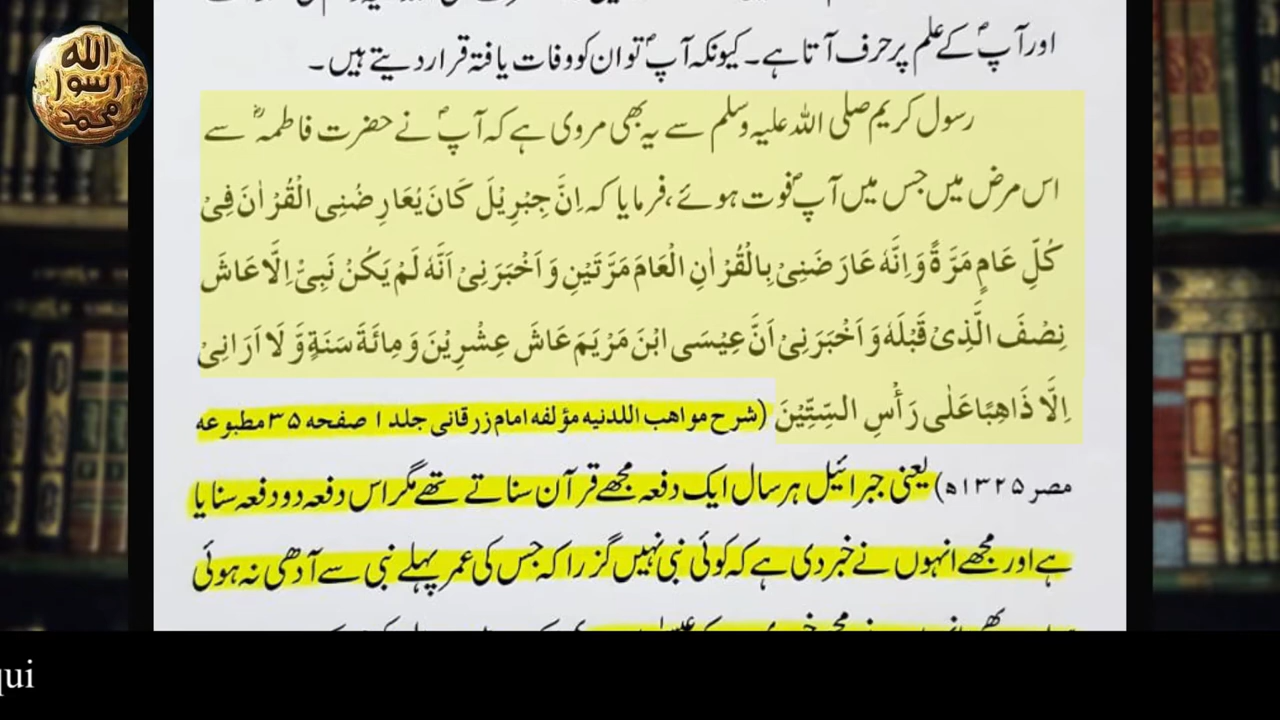 اور آپؐ کے علم پر حرف آتا ہے۔ کیونکہ آپؐ تو ان کو وفات یافتہ قرار دیتے ہیں۔
رسول کریم صلی اللہ علیہ وسلم سے یہ بھی مروی ہے کہ آپؐ نے حضرت فاطمہؓ سے
اس مرض میں جس میں آپؐ فوت ہوئے، فرمایا کہ اِنَّ جِبْرِیْلَ کَانَ یُعَارِضُنِی الْقُرْاٰنَ فِیْ
کُلِّ عَامٍ مَرَّۃً وَاِنَّہٗ عَارَضَنِیْ بِالْقُرْاٰنِ الْعَامَ مَرَّتَیْنِ وَ اَخْبَرَنِیْ اَنَّہٗ لَمْ یَکُنْ نَبِیٌّ اِلَّا عَاشَ
نِصْفَ الَّذِیْ قَبْلَہٗ وَ اَخْبَرَنِیْ اَنَّ عِیْسَی ابْنَ مَرْیَمَ عَاشَ عِشْرِیْنَ وَ مِائَۃَ سَنَۃٍ وَّ لَا اَرَانِیْ
اِلَّا ذَاھِبًا عَلٰی رَأْسِ السِّتِّیْنَ (شرح مواھب اللدنیہ مؤلفہ امام زرقانی جلد ۱ صفحہ ۳۵ مطبوعہ
مصر ۱۳۲۵ھ) یعنی جبرائیل ہر سال ایک دفعہ مجھے قرآن سناتے تھے مگر اس دفعہ دو دفعہ سنایا
ہے اور مجھے انہوں نے خبر دی ہے کہ کوئی نبی نہیں گزرا کہ جس کی عمر پہلے نبی سے آدھی نہ ہوئی
الله
رسول
محمد
qui